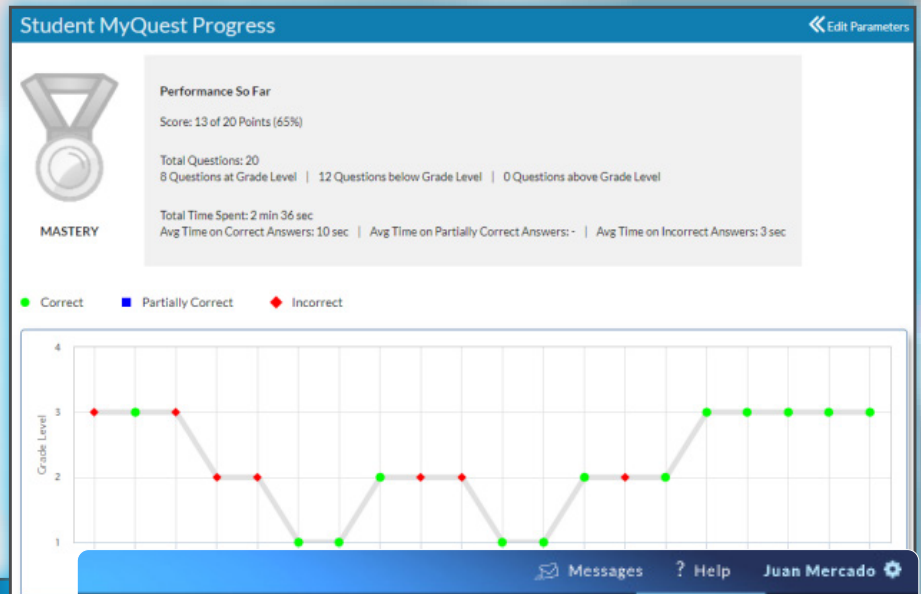 Student MyQuest Progress
Edit Parameters
Performance So Far
Score: 13 of 20 Points (65%)
Total Questions: 20
8 Questions at Grade Level | 12 Questions below Grade Level | 0 Questions above Grade Level
Total Time Spent: 2 min 36 sec
Avg Time on Correct Answers: 10 sec | Avg Time on Partially Correct Answers: - | Avg Time on Incorrect Answers: 3 sec
MASTERY
Correct
Partially Correct
Incorrect
Grade Level
4
3
2
1
Messages
? Help
Juan Mercado